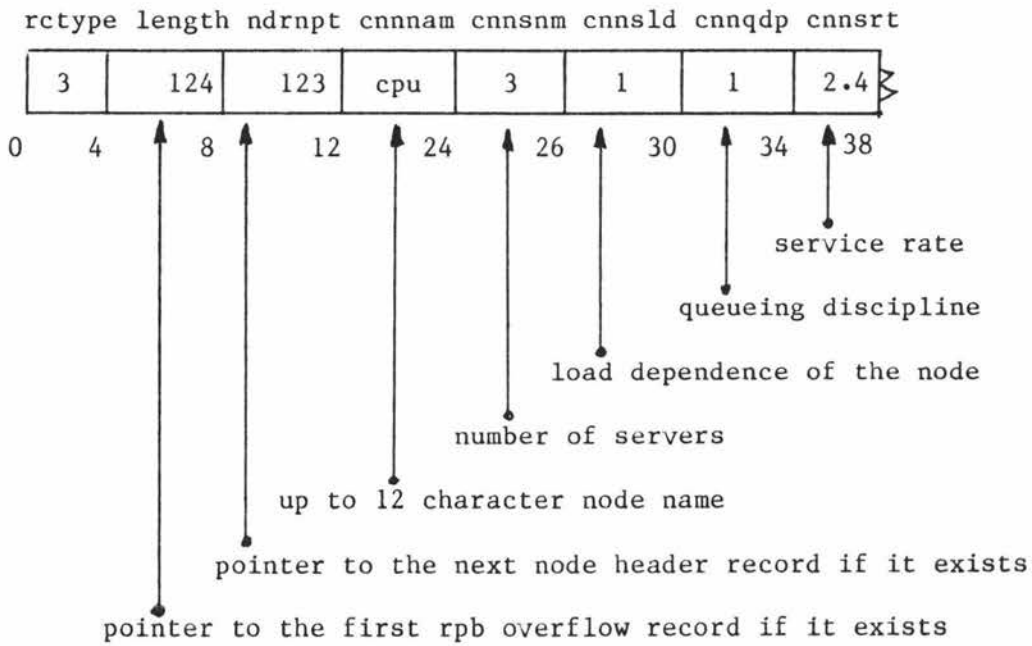 rctype length ndrnpt cnnnam cnnsnm cnnsld cnnqdp cnnsrt
3 124 123 cpu 3 1 1 2.4
0 4 8 12 24 26 30 34 38
service rate
queueing discipline
load dependence of the node
number of servers
up to 12 character node name
pointer to the next node header record if it exists
pointer to the first rpb overflow record if it exists